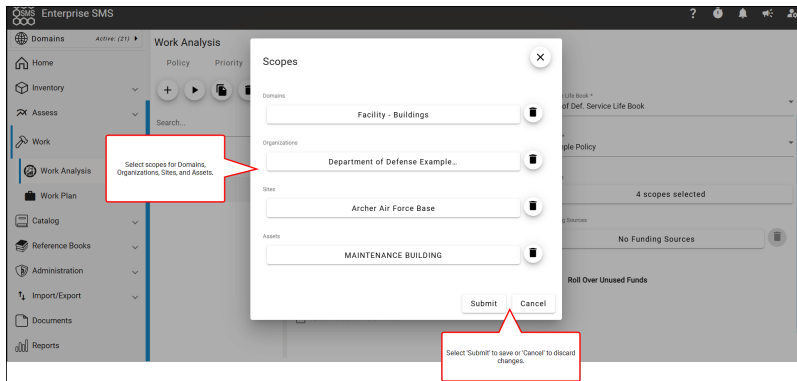 SMS Enterprise SMS
?
Domains Active: (21)
Work Analysis
Home
Policy Priority
Inventory
Assess
Search...
Work
Work Analysis
Work Plan
Catalog
Reference Books
Administration
Import/Export
Documents
Reports
Scopes
Domains
Facility - Buildings
Organizations
Department of Defense Example...
Sites
Archer Air Force Base
Assets
MAINTENANCE BUILDING
Submit Cancel
Select scopes for Domains,
Organizations, Sites, and Assets.
Select 'Submit' to save or 'Cancel' to discard
changes.
Life Book *
of Def. Service Life Book
ple Policy
4 scopes selected
Sources
No Funding Sources
Roll Over Unused Funds